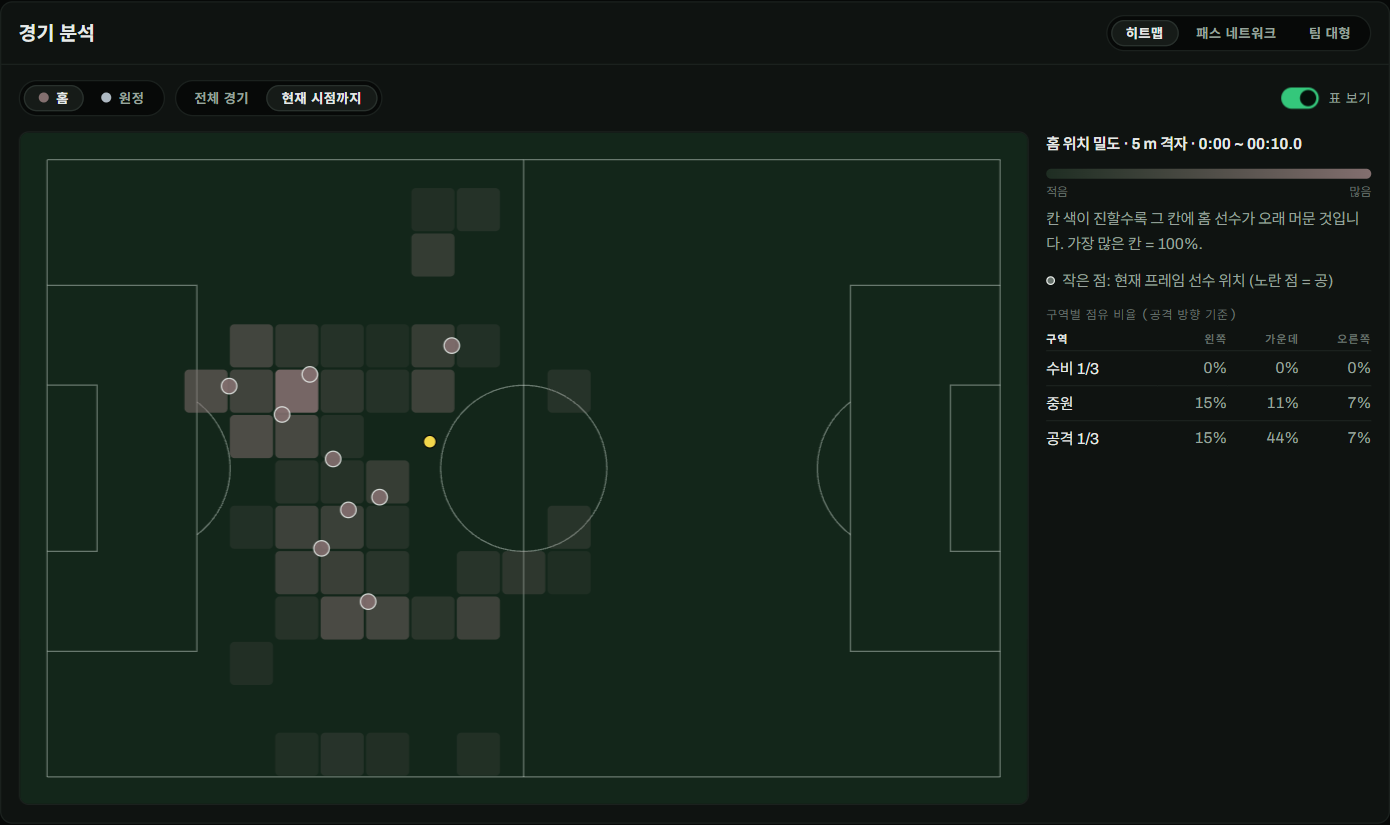 경기 분석
히트맵 패스 네트워크 팀 대형
홈 원정 전체 경기 현재 시점까지 표 보기
홈 위치 밀도 · 5 m 격자 · 0:00 ~ 00:10.0
적음 많음
칸 색이 진할수록 그 칸에 홈 선수가 오래 머문 것입니
다. 가장 많은 칸 = 100%.
작은 점: 현재 프레임 선수 위치 (노란 점 = 공)
구역별 점유 비율 (공격 방향 기준)
구역 왼쪽 가운데 오른쪽
수비 1/3 0% 0% 0%
중원 15% 11% 7%
공격 1/3 15% 44% 7%